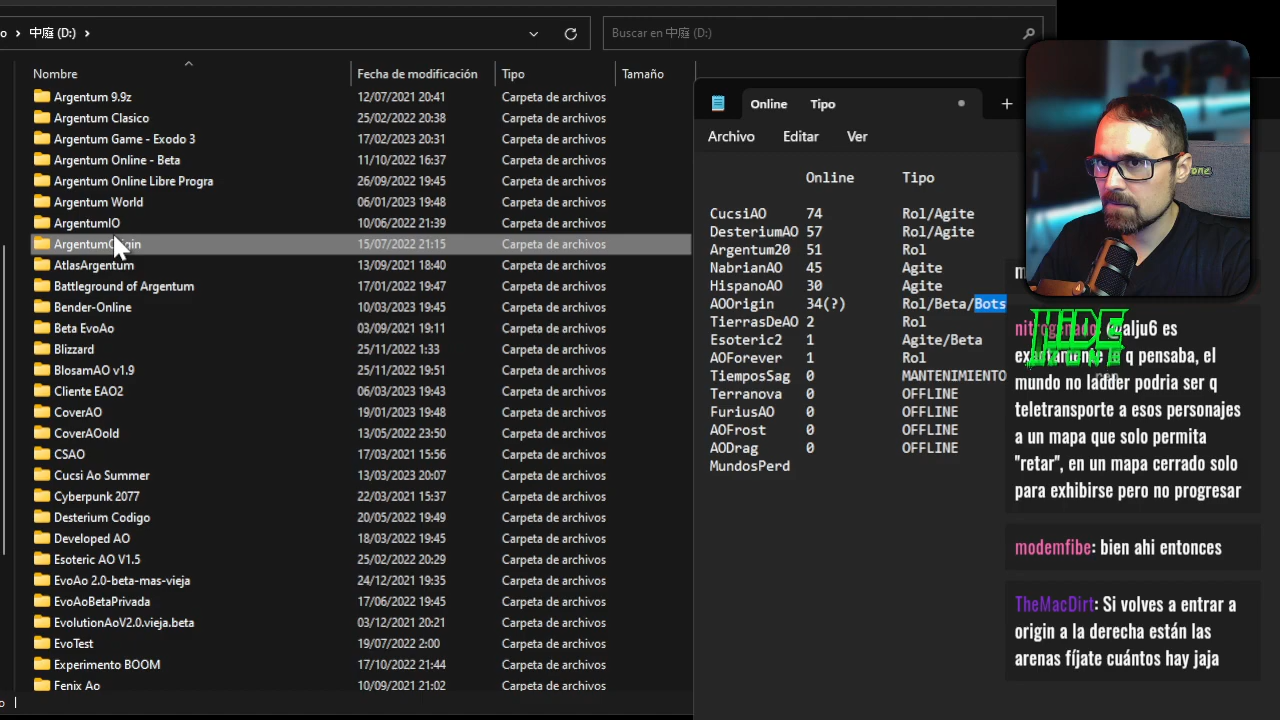 o › 中庭 (D:) ›
Buscar en 中庭 (D:)
Nombre Fecha de modificación Tipo Tamaño
Argentum 9.9z 12/07/2021 20:41 Carpeta de archivos
Argentum Clasico 25/02/2022 20:38 Carpeta de archivos
Argentum Game - Exodo 3 17/02/2023 20:31 Carpeta de archivos
Argentum Online - Beta 11/10/2022 16:37 Carpeta de archivos
Argentum Online Libre Progra 26/09/2022 19:45 Carpeta de archivos
Argentum World 06/01/2023 19:48 Carpeta de archivos
ArgentumIO 10/06/2022 21:39 Carpeta de archivos
ArgentumOrigin 15/07/2022 21:15 Carpeta de archivos
AtlasArgentum 13/09/2021 18:40 Carpeta de archivos
Battleground of Argentum 17/01/2022 19:47 Carpeta de archivos
Bender-Online 10/03/2023 19:45 Carpeta de archivos
Beta EvoAo 03/09/2021 19:11 Carpeta de archivos
Blizzard 25/11/2022 1:33 Carpeta de archivos
BlosamAO v1.9 25/11/2022 19:51 Carpeta de archivos
Cliente EAO2 06/03/2023 19:43 Carpeta de archivos
CoverAO 19/01/2023 19:48 Carpeta de archivos
CoverAOold 13/05/2022 23:50 Carpeta de archivos
CSAO 17/03/2021 15:56 Carpeta de archivos
Cucsi Ao Summer 13/03/2023 20:07 Carpeta de archivos
Cyberpunk 2077 22/03/2021 15:37 Carpeta de archivos
Desterium Codigo 20/05/2022 19:49 Carpeta de archivos
Developed AO 18/03/2022 19:45 Carpeta de archivos
Esoteric AO V1.5 25/02/2022 20:29 Carpeta de archivos
EvoAo 2.0-beta-mas-vieja 24/12/2021 19:35 Carpeta de archivos
EvoAoBetaPrivada 17/06/2022 19:45 Carpeta de archivos
EvolutionAoV2.0.vieja.beta 03/12/2021 20:21 Carpeta de archivos
EvoTest 19/07/2022 2:00 Carpeta de archivos
Experimento BOOM 17/10/2022 21:44 Carpeta de archivos
Fenix Ao 10/09/2021 21:02 Carpeta de archivos
o |
Online Tipo
Archivo Editar Ver
Online Tipo
CucsiAO 74 Rol/Agite
DesteriumAO 57 Rol/Agite
Argentum20 51 Rol
NabrianAO 45 Agite
HispanoAO 30 Agite
AOOrigin 34(?) Rol/Beta/Bots
TierrasDeAO 2 Rol
Esoteric2 1 Agite/Beta
AOForever 1 Rol
TiemposSag 0 MANTENIMIENTO
Terranova 0 OFFLINE
FuriusAO 0 OFFLINE
AOFrost 0 OFFLINE
AODrag 0 OFFLINE
MundosPerd
nitrogenado: @alju6 es
exactamente lo q pensaba, el
mundo no ladder podria ser q
teletransporte a esos personajes
a un mapa que solo permita
"retar", en un mapa cerrado solo
para exhibirse pero no progresar
modemfibe: bien ahi entonces
TheMacDirt: Si volves a entrar a
origin a la derecha están las
arenas fíjate cuántos hay jaja